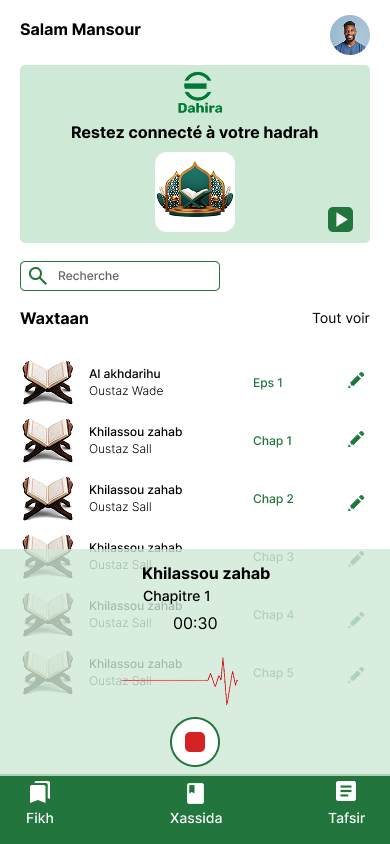 Salam Mansour
Dahira
Restez connecté à votre hadrah
Recherche
Waxtaan
Tout voir
Al akhdarihu
Oustaz Wade
Eps 1
Khilassou zahab
Oustaz Sall
Chap 1
Khilassou zahab
Oustaz Sall
Chap 2
Khilassou zahab
Oustaz Sall
Chap 3
Khilassou zahab
Chapitre 1
Khilassou zahab
Oustaz Sall
Chap 4
00:30
Khilassou zahab
Oustaz Sall
Chap 5
Fikh
Xassida
Tafsir